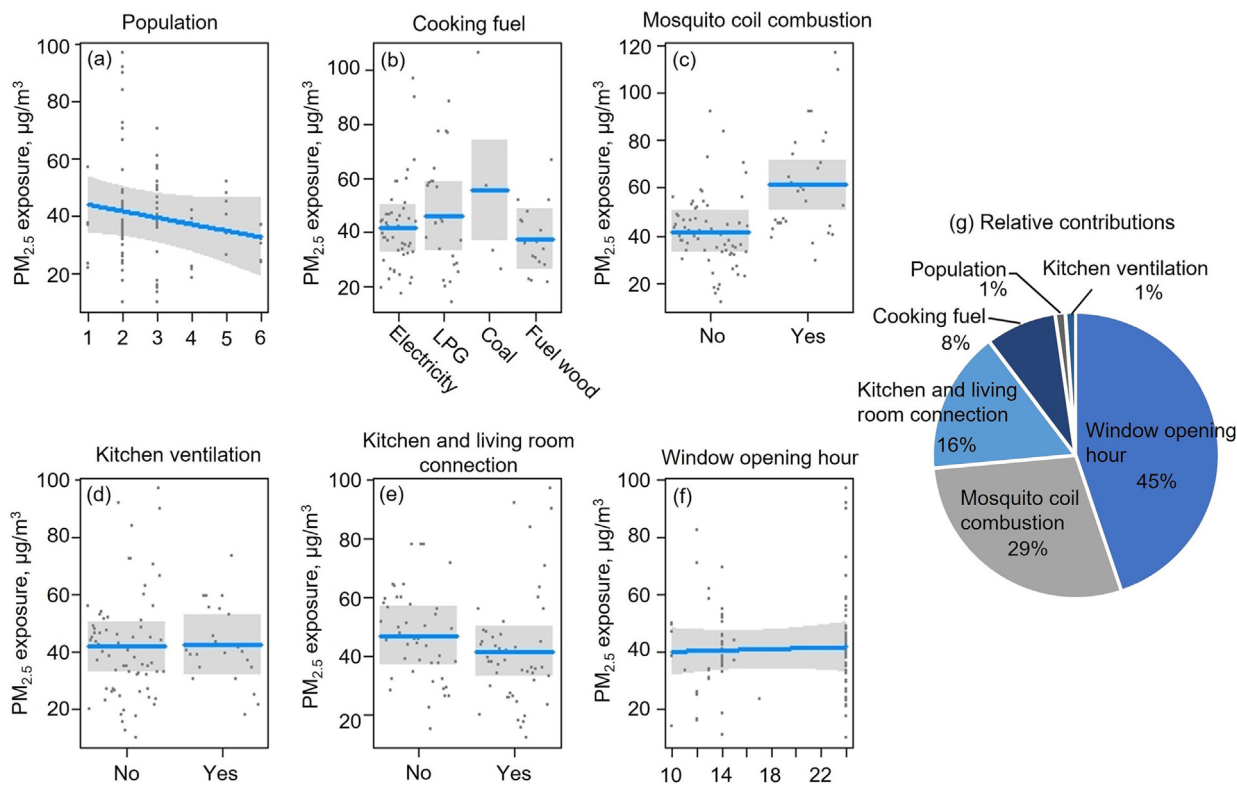 Population
(a)
PM2.5 exposure, µg/m³
100
80
60
40
20
1 2 3 4 5 6
Cooking fuel
(b)
PM2.5 exposure, µg/m³
100
80
60
40
20
Electricity
LPG
Coal
Fuel wood
Mosquito coil combustion
(c)
PM2.5 exposure, µg/m³
120
100
80
60
40
20
No Yes
Kitchen ventilation
(d)
PM2.5 exposure, µg/m³
100
80
60
40
20
No Yes
Kitchen and living room
connection
(e)
PM2.5 exposure, µg/m³
100
80
60
40
20
No Yes
Window opening hour
(f)
PM2.5 exposure, µg/m³
100
80
60
40
20
10 14 18 22
(g) Relative contributions
Population
1%
Kitchen ventilation
1%
Cooking fuel
8%
Kitchen and living
room connection
16%
Window opening
hour
45%
Mosquito coil
combustion
29%